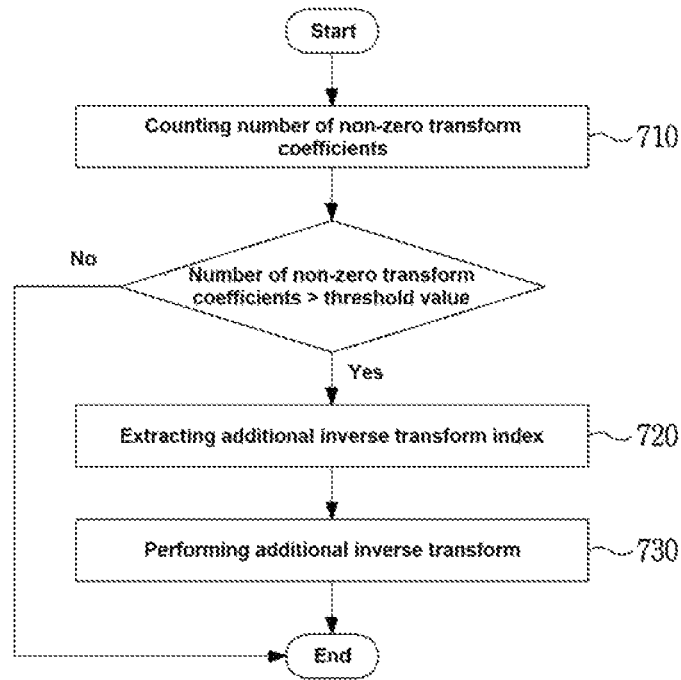 Start
Counting number of non-zero transform
coefficients
710
No
Number of non-zero transform
coefficients > threshold value
Yes
Extracting additional inverse transform index
720
Performing additional inverse transform
730
End